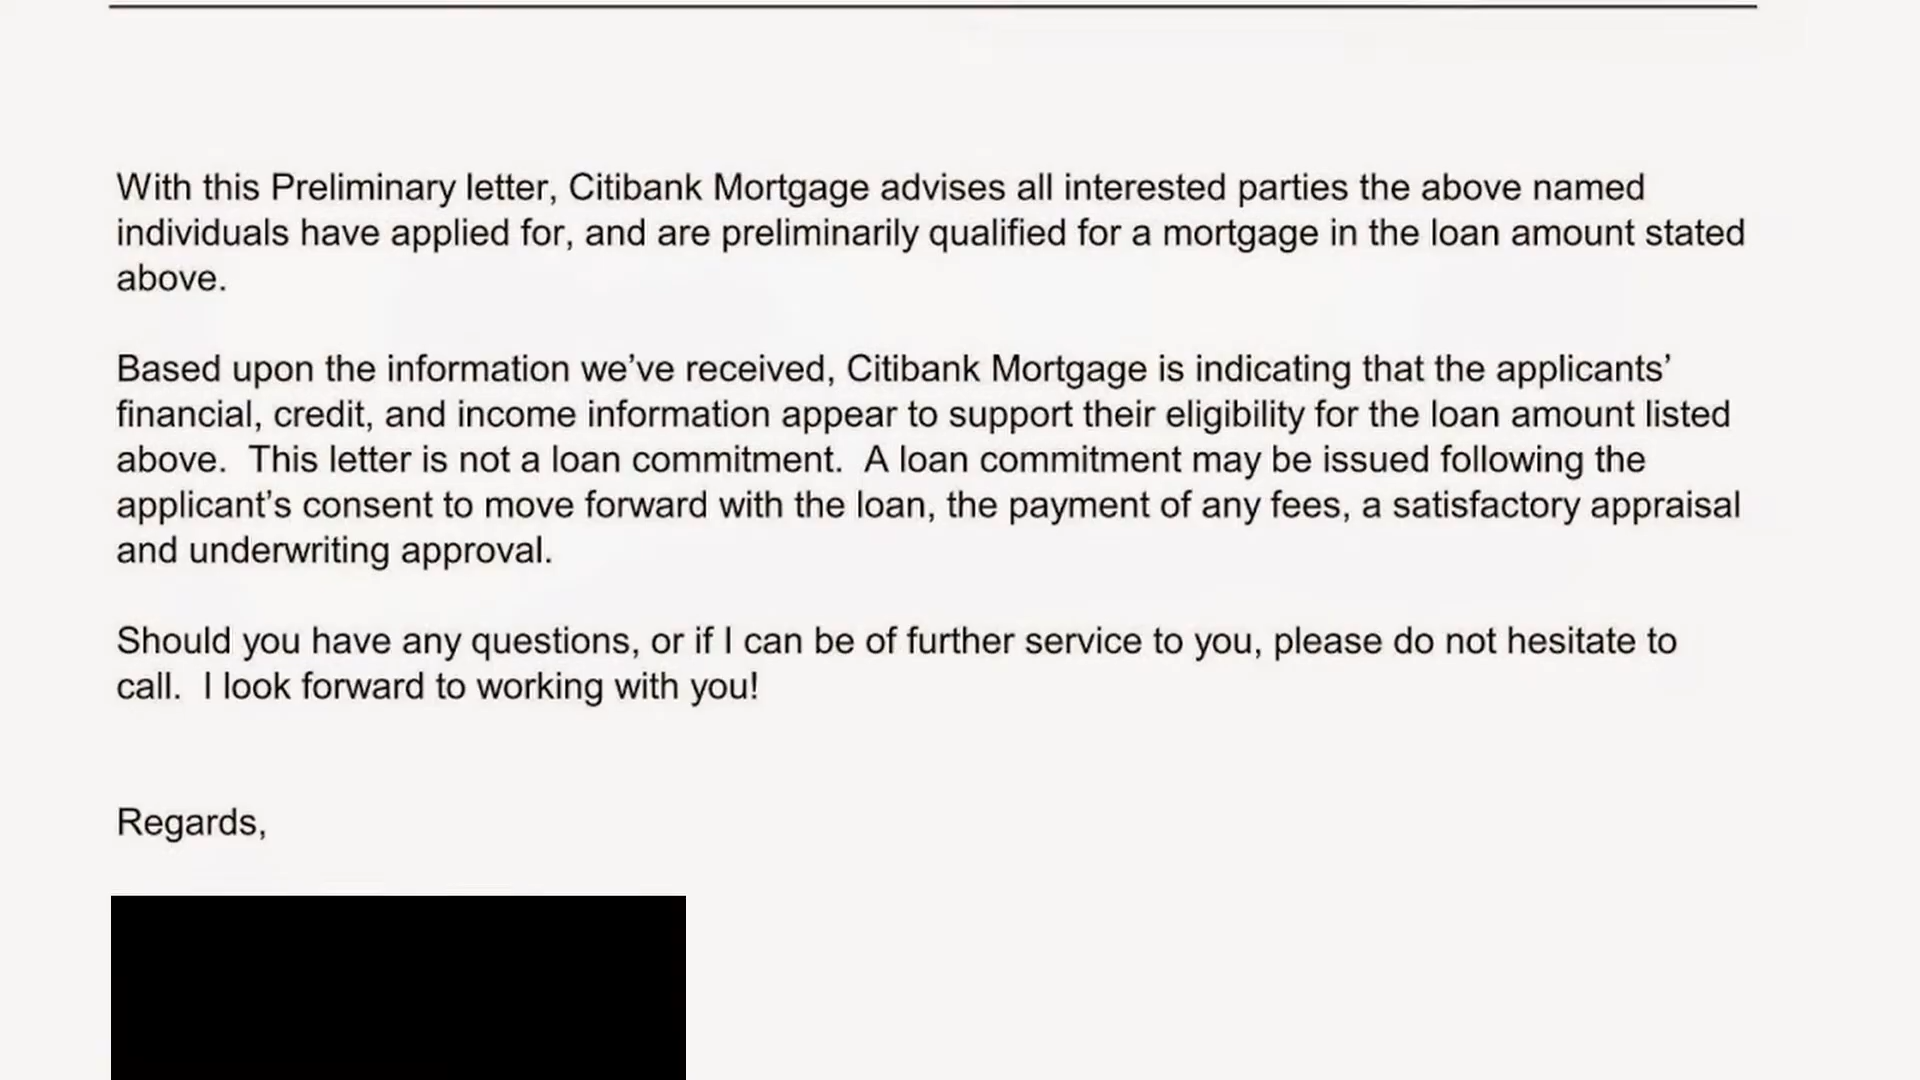 With this Preliminary letter, Citibank Mortgage advises all interested parties the above named
individuals have applied for, and are preliminarily qualified for a mortgage in the loan amount stated
above.
Based upon the information we’ve received, Citibank Mortgage is indicating that the applicants’
financial, credit, and income information appear to support their eligibility for the loan amount listed
above.  This letter is not a loan commitment.  A loan commitment may be issued following the
applicant’s consent to move forward with the loan, the payment of any fees, a satisfactory appraisal
and underwriting approval.
Should you have any questions, or if I can be of further service to you, please do not hesitate to
call.  I look forward to working with you!
Regards,